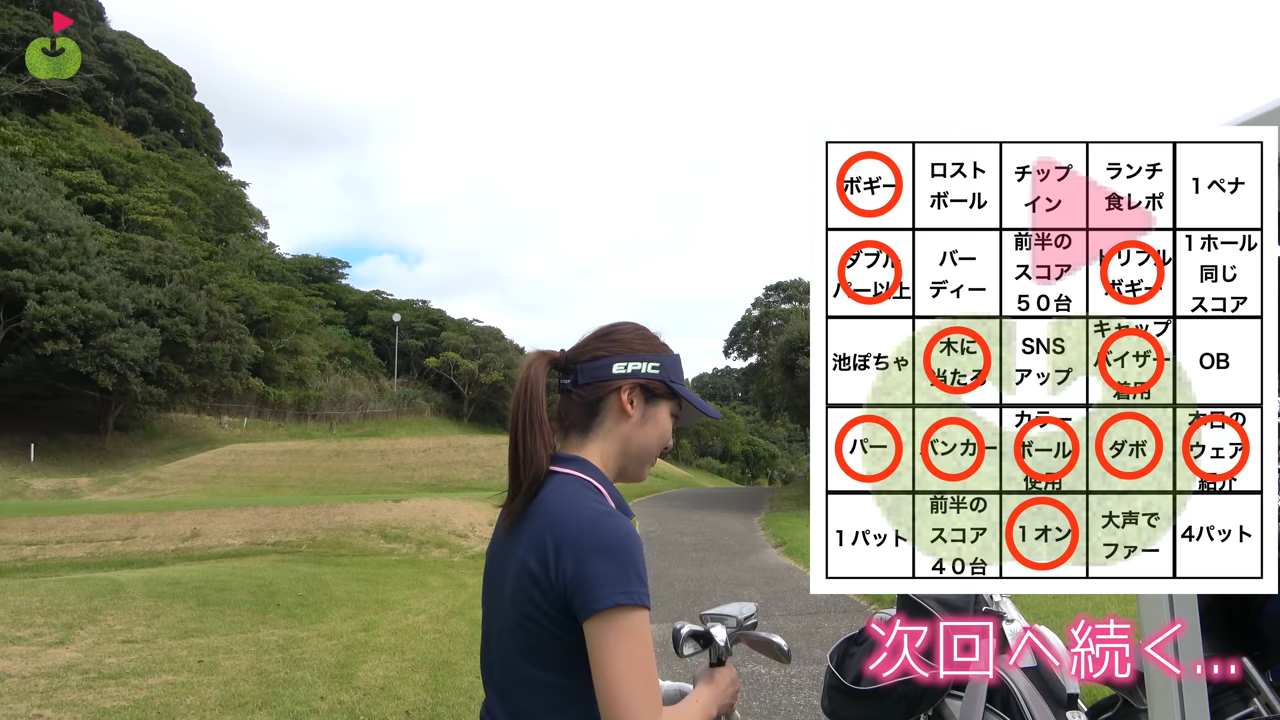 EPIC
ボギー
ロスト
ボール
チップ
イン
ランチ
食レポ
1ペナ
ダブル
パー以上
バー
ディー
前半の
スコア
50台
トリプル
ボギー
1ホール
同じ
スコア
池ぽちゃ
木に
当たる
SNS
アップ
キャップ
バイザー
着用
OB
パー
バンカー
カラー
ボール
使用
ダボ
本日の
ウェア
紹介
1パット
前半の
スコア
40台
1オン
大声で
ファー
4パット
次回へ続く...